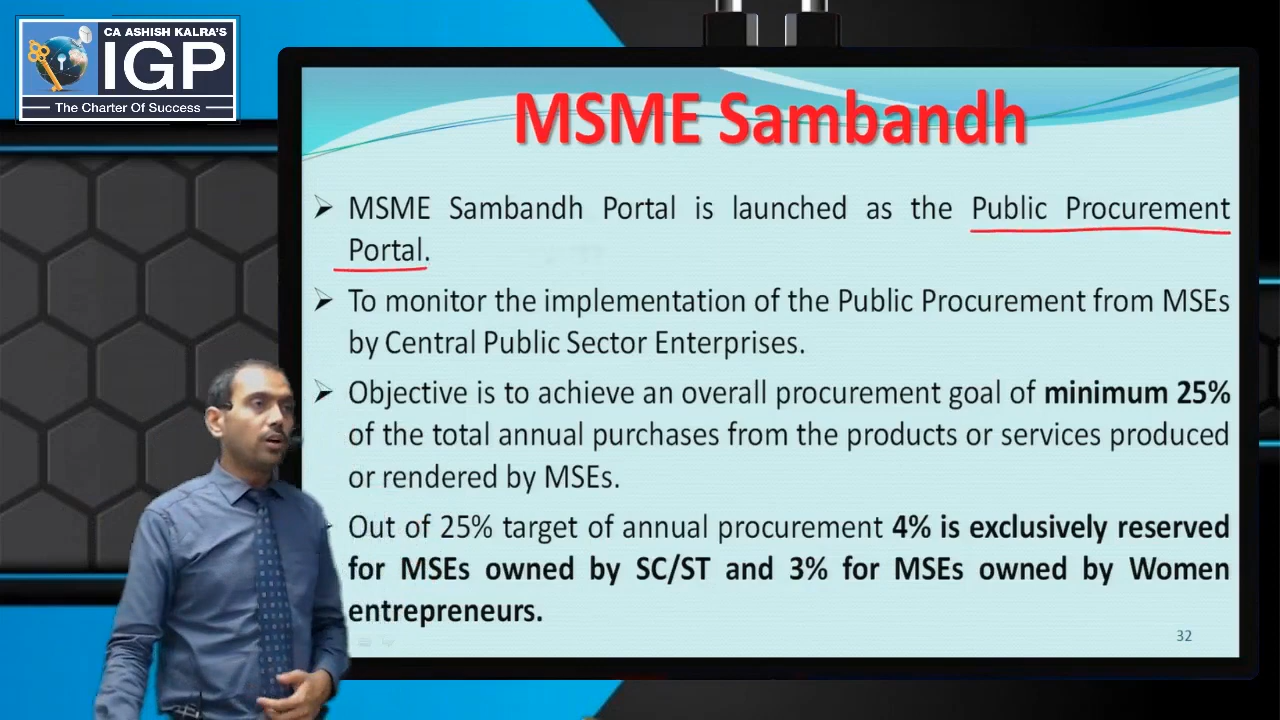 CA ASHISH KALRA'S
IGP
The Charter Of Success
MSME Sambandh
MSME Sambandh Portal is launched as the Public Procurement
Portal.
To monitor the implementation of the Public Procurement from MSEs
by Central Public Sector Enterprises.
Objective is to achieve an overall procurement goal of minimum 25%
of the total annual purchases from the products or services produced
or rendered by MSEs.
Out of 25% target of annual procurement 4% is exclusively reserved
for MSEs owned by SC/ST and 3% for MSEs owned by Women
entrepreneurs.
32